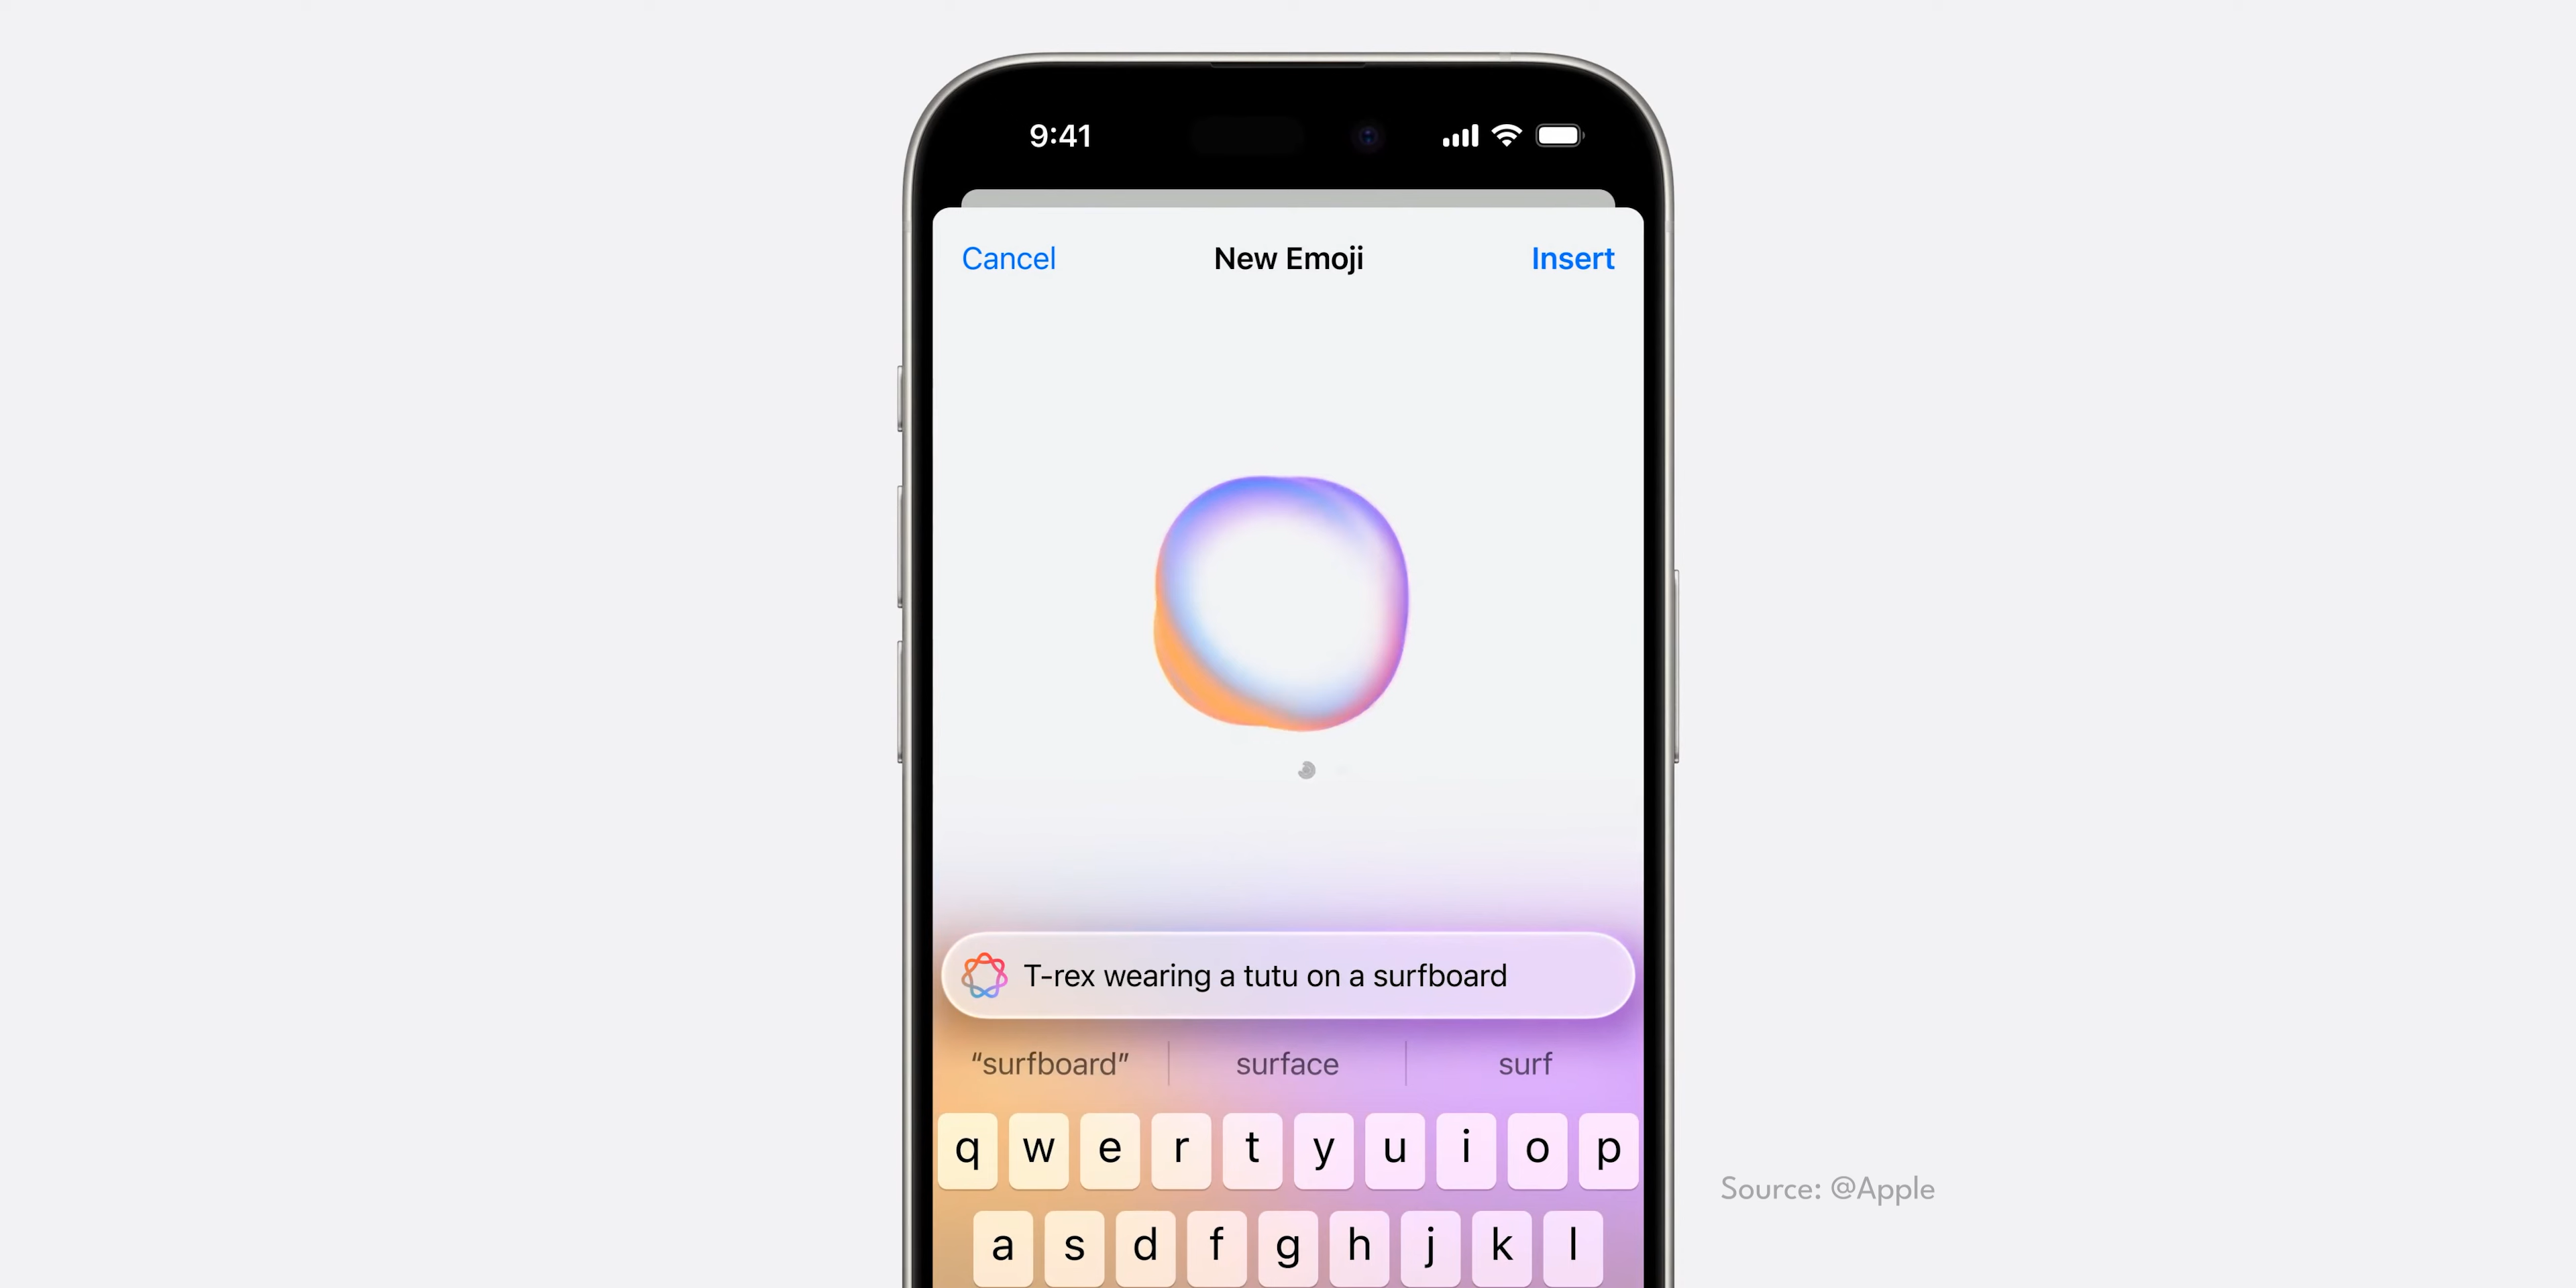 9:41
Cancel New Emoji Insert
T-rex wearing a tutu on a surfboard
“surfboard” surface surf
q w e r t y u i o p
Source: @Apple
a s d f g h j k l